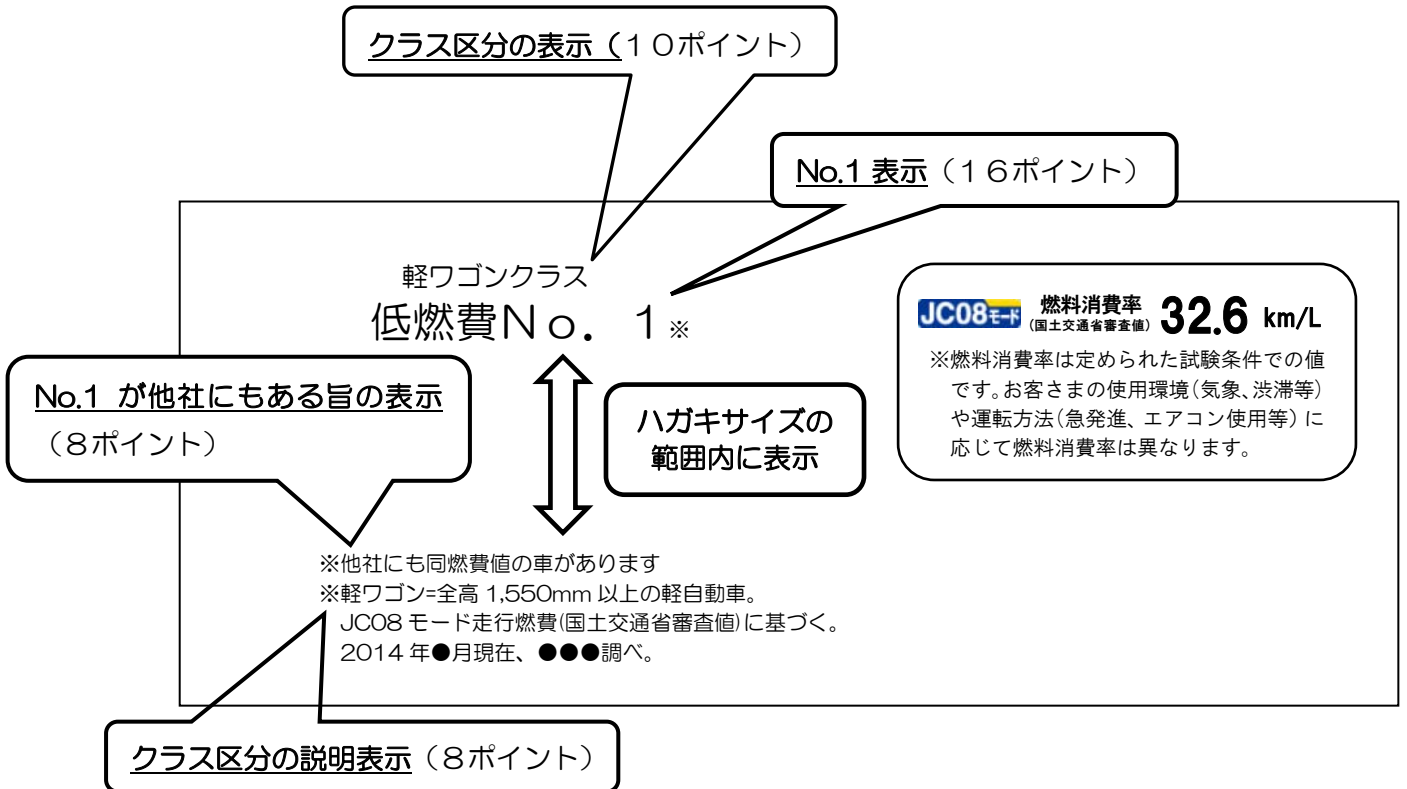 クラス区分の表示（１０ポイント）
No.1 表示（１６ポイント）
軽ワゴンクラス
低燃費Ｎｏ．１※
JC08モード 燃料消費率
（国土交通省審査値） 32.6 km/L
※燃料消費率は定められた試験条件での値
です。お客さまの使用環境（気象、渋滞等）
や運転方法（急発進、エアコン使用等）に
応じて燃料消費率は異なります。
No.1 が他社にもある旨の表示
（８ポイント）
ハガキサイズの
範囲内に表示
※他社にも同燃費値の車があります
※軽ワゴン=全高 1,550mm 以上の軽自動車。
JC08 モード走行燃費(国土交通省審査値)に基づく。
2014 年●月現在、●●●調べ。
クラス区分の説明表示（８ポイント）